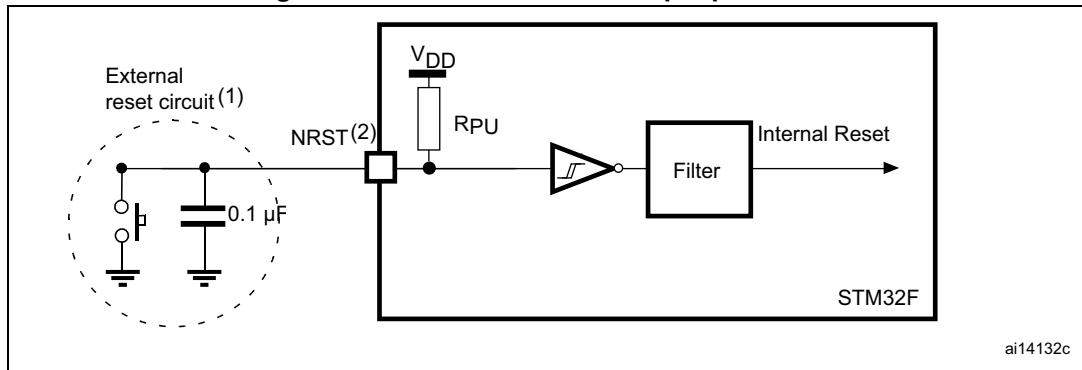 External
reset circuit(1)
VDD
RPU
NRST(2)
Internal Reset
Filter
0.1 µF
STM32F
ai14132c